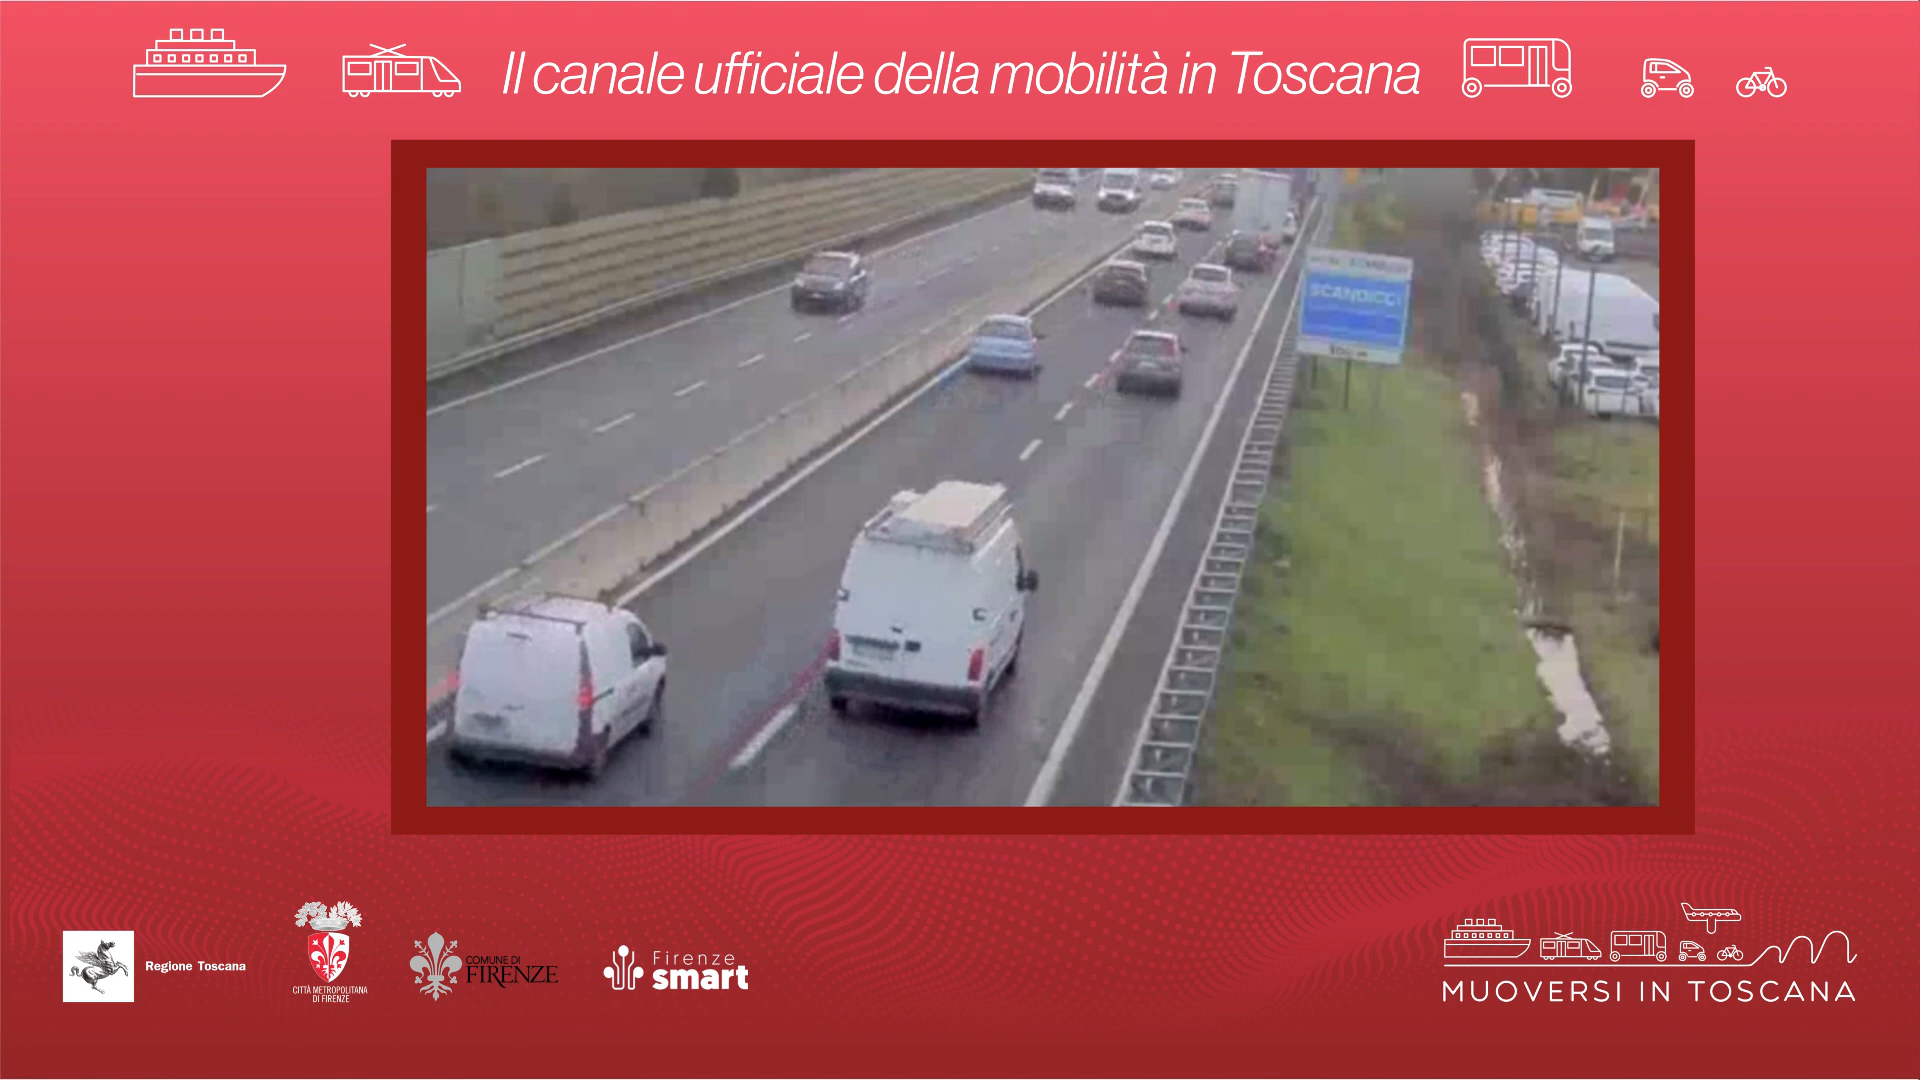 Il canale ufficiale della mobilità in Toscana
SCANDICCI
Regione Toscana
CITTÀ METROPOLITANA
DI FIRENZE
COMUNE DI
FIRENZE
Firenze
smart
MUOVERSI IN TOSCANA